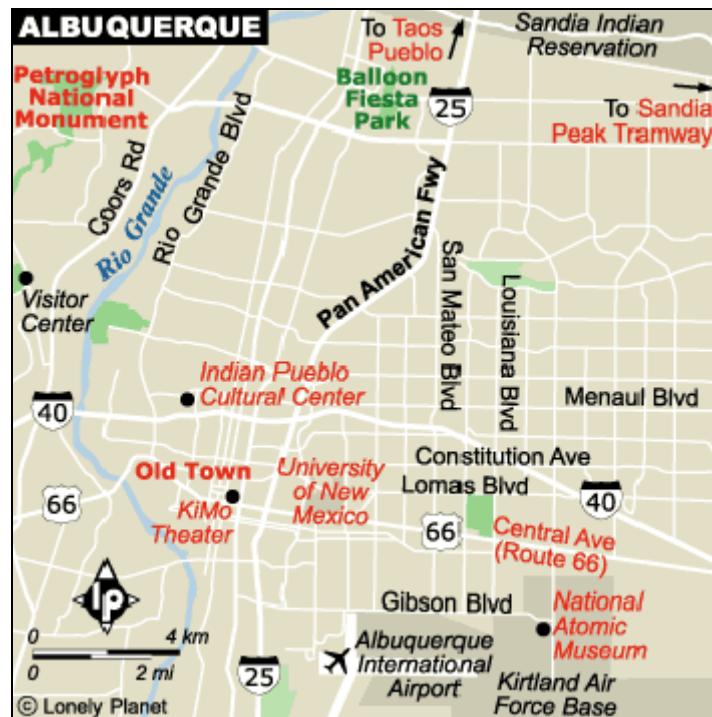 ALBUQUERQUE
To Taos
Pueblo
Sandia Indian
Reservation
Petroglyph
National
Monument
Balloon
Fiesta
Park
25
To Sandia
Peak Tramway
Coors Rd
Rio Grande
Rio Grande Blvd
Pan American Fwy
San Mateo Blvd
Louisiana Blvd
Visitor
Center
Indian Pueblo
Cultural Center
Menaul Blvd
40
Constitution Ave
Old Town
University
of New
Mexico
Lomas Blvd
40
66
KiMo
Theater
66
Central Ave
(Route 66)
lp
Gibson Blvd
National
Atomic
Museum
0 4 km
0 2 mi
Albuquerque
International
Airport
25
Kirtland Air
Force Base
© Lonely Planet